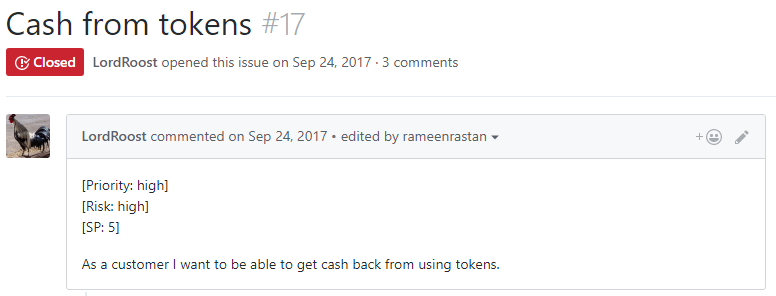 Cash from tokens #17
Closed LordRoost opened this issue on Sep 24, 2017 · 3 comments
LordRoost commented on Sep 24, 2017 • edited by rameenrastan
[Priority: high]
[Risk: high]
[SP: 5]
As a customer I want to be able to get cash back from using tokens.